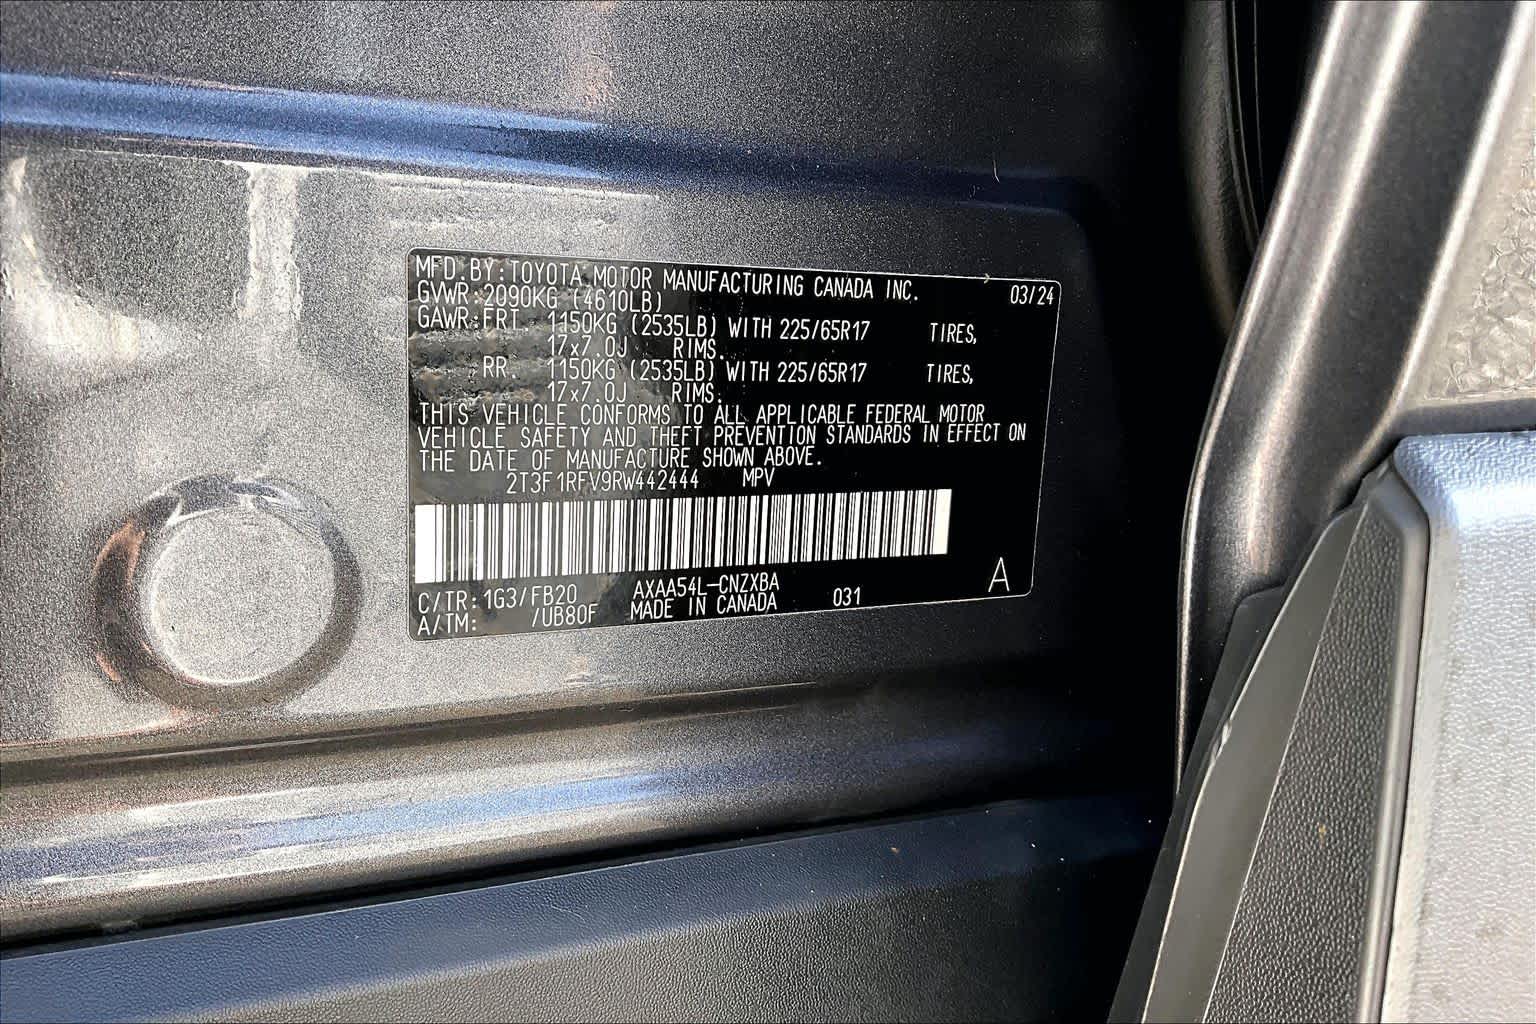 MFD.BY:TOYOTA MOTOR MANUFACTURING CANADA INC.
GVWR:2090KG (4610LB) 03/24
GAWR:FRT. 1150KG (2535LB) WITH 225/65R17 TIRES,
17x7.0J RIMS.
RR. 1150KG (2535LB) WITH 225/65R17 TIRES,
17x7.0J RIMS.
THIS VEHICLE CONFORMS TO ALL APPLICABLE FEDERAL MOTOR
VEHICLE SAFETY AND THEFT PREVENTION STANDARDS IN EFFECT ON
THE DATE OF MANUFACTURE SHOWN ABOVE.
2T3F1RFV9RW442444 MPV
C/TR:1G3/FB20 AXAA54L-CNZXBA
A/TM: /UB80F MADE IN CANADA 031 A